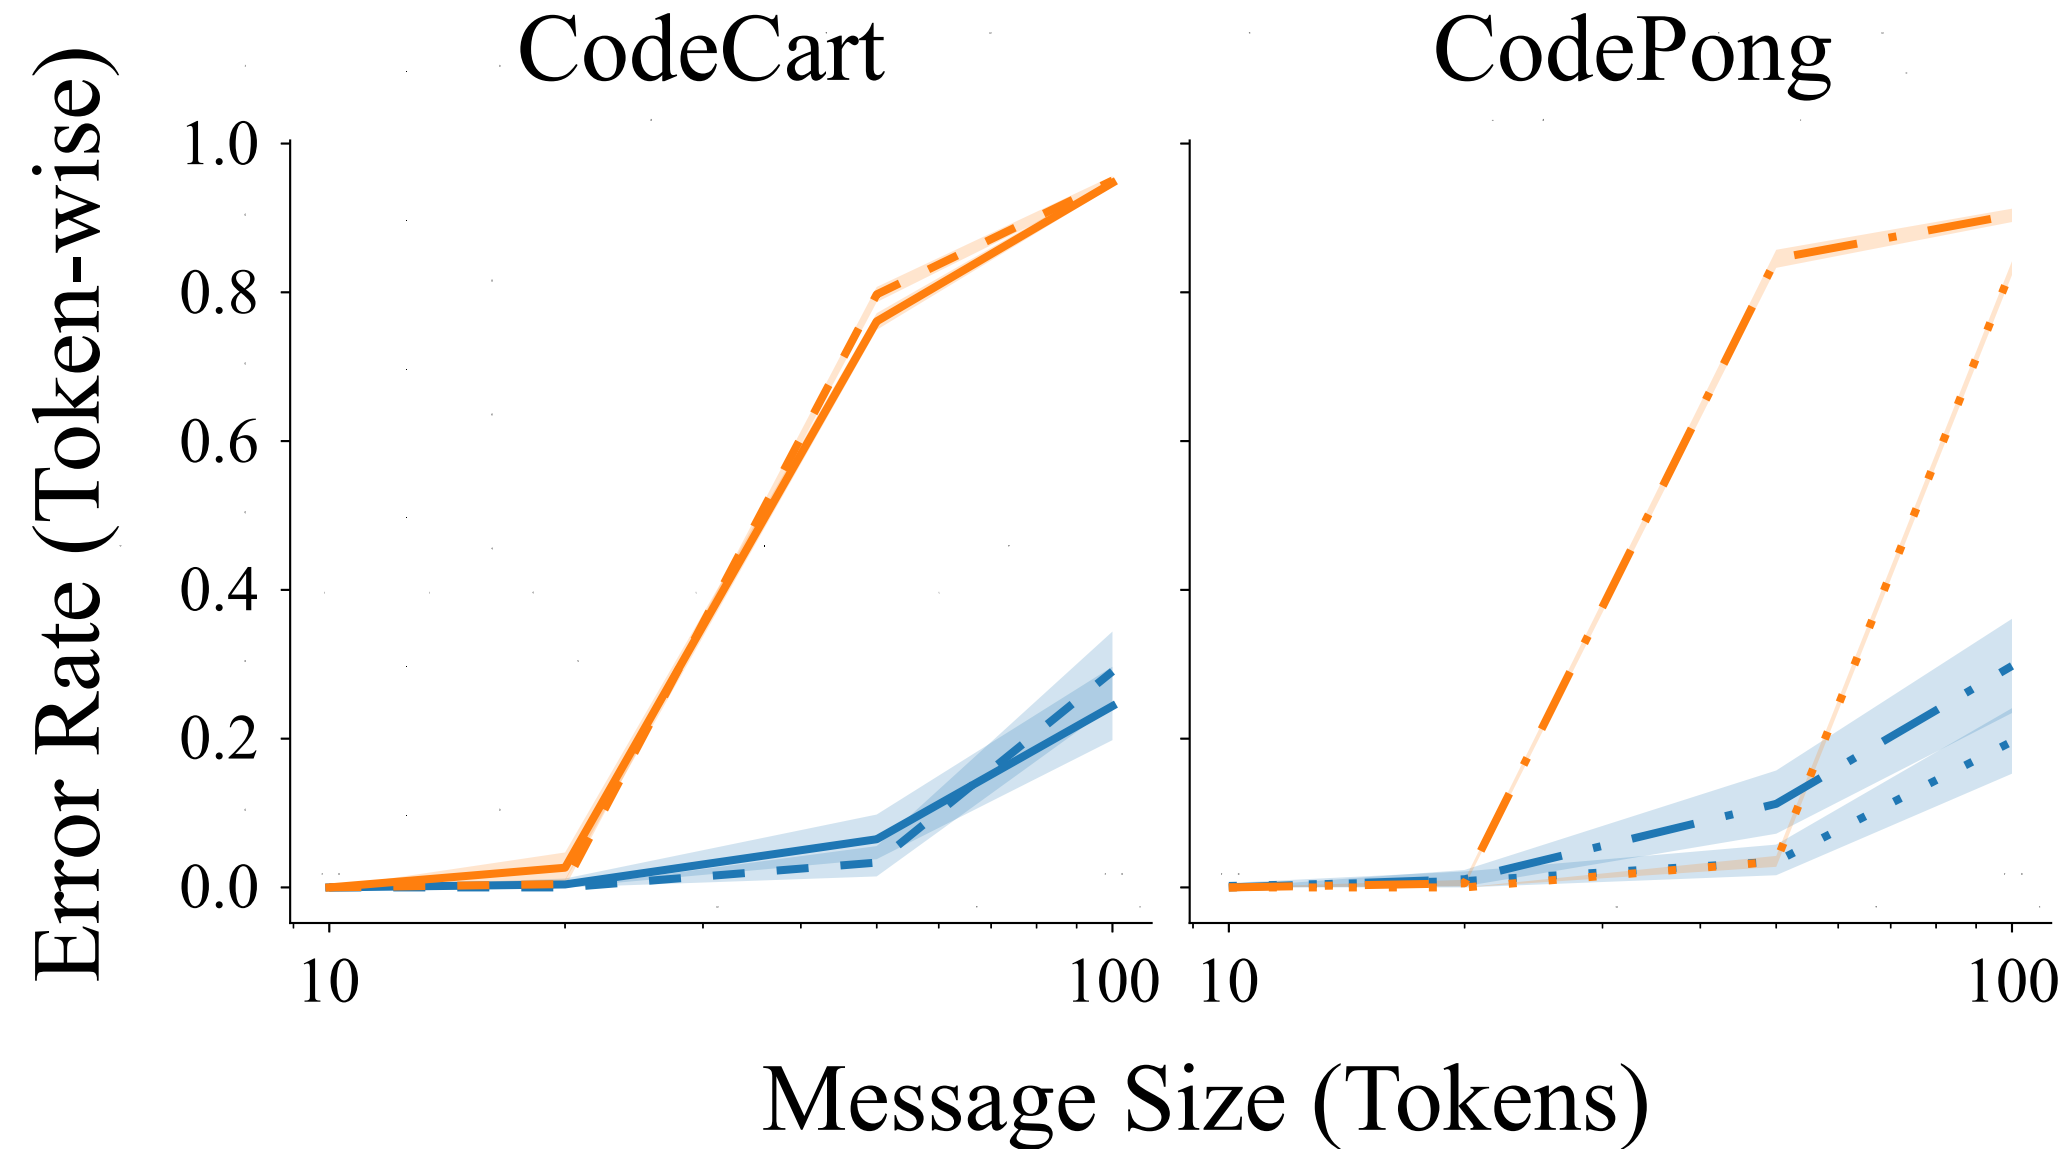 CodeCart CodePong
Error Rate (Token-wise)
1.0
0.8
0.6
0.4
0.2
0.0
10 100 10 100
Message Size (Tokens)